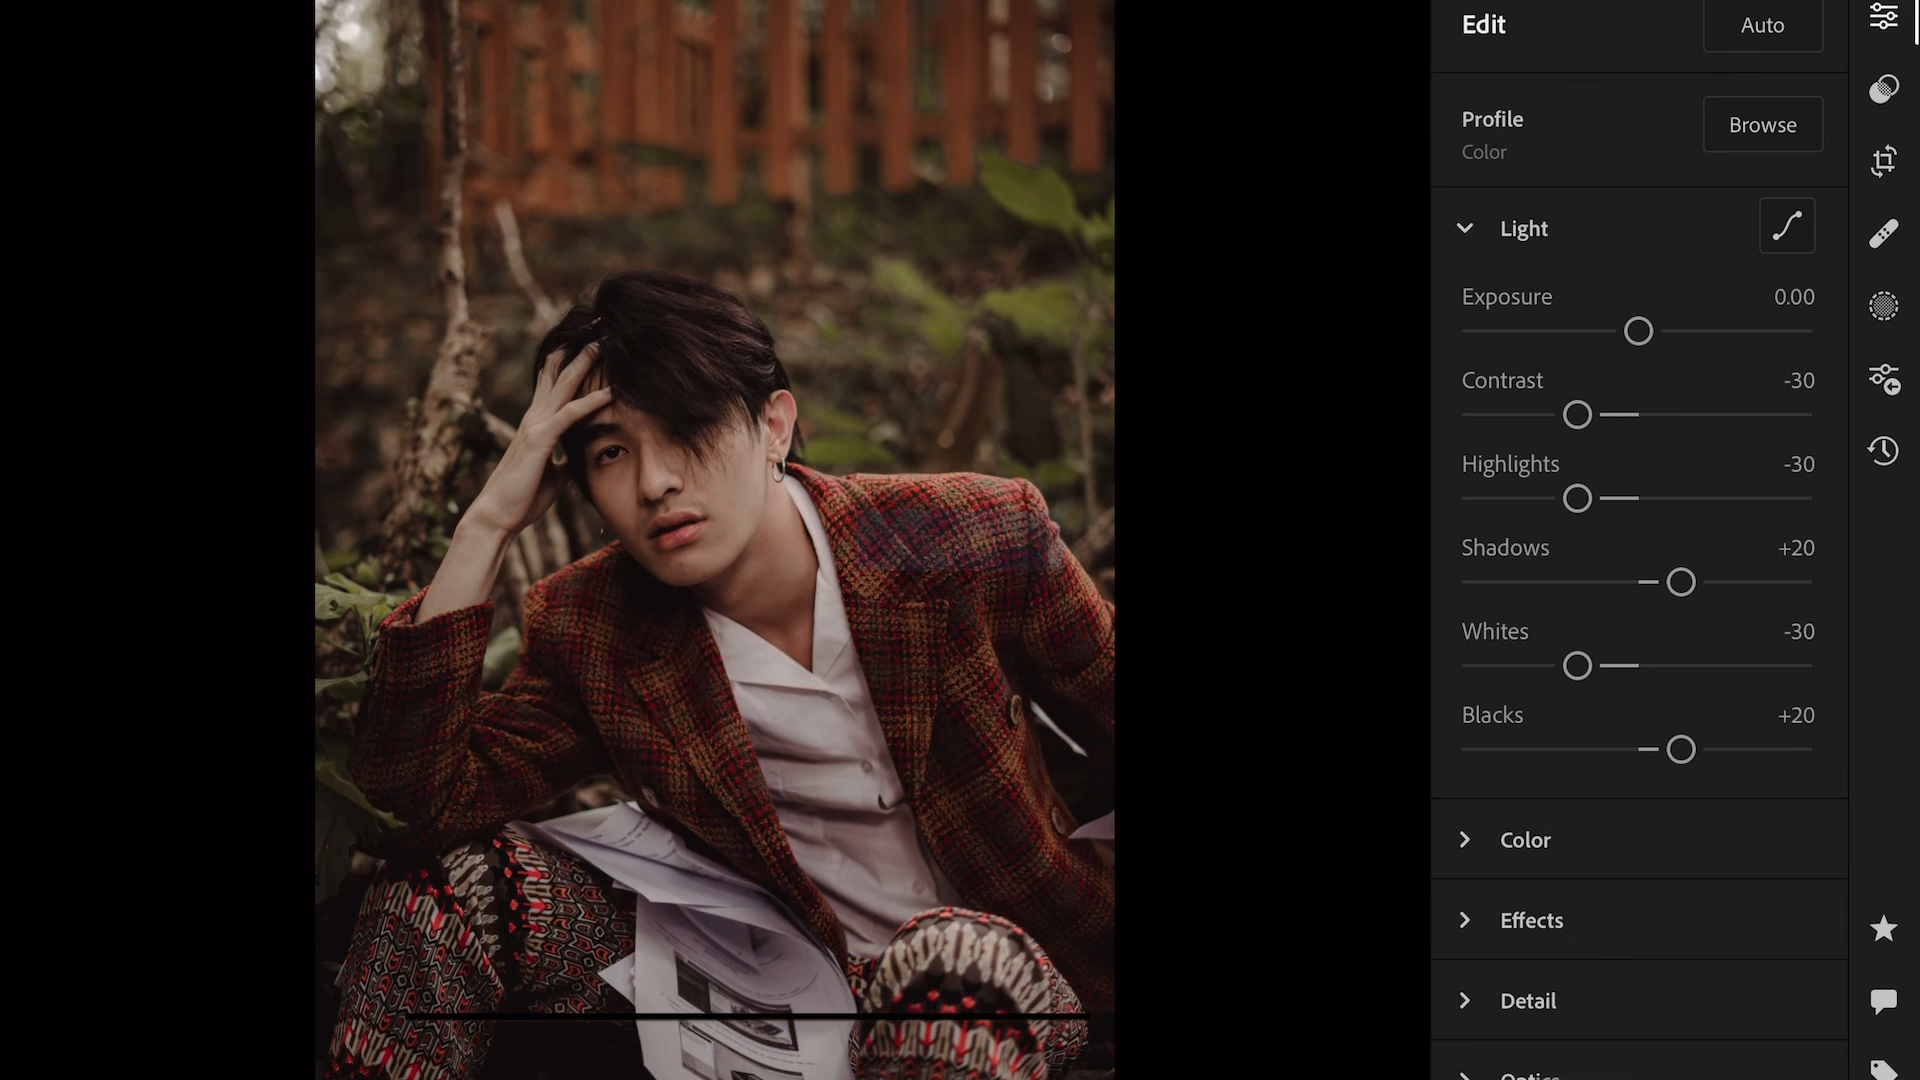 Edit
Auto
Profile
Color
Browse
Light
Exposure 0.00
Contrast -30
Highlights -30
Shadows +20
Whites -30
Blacks +20
Color
Effects
Detail
Optics